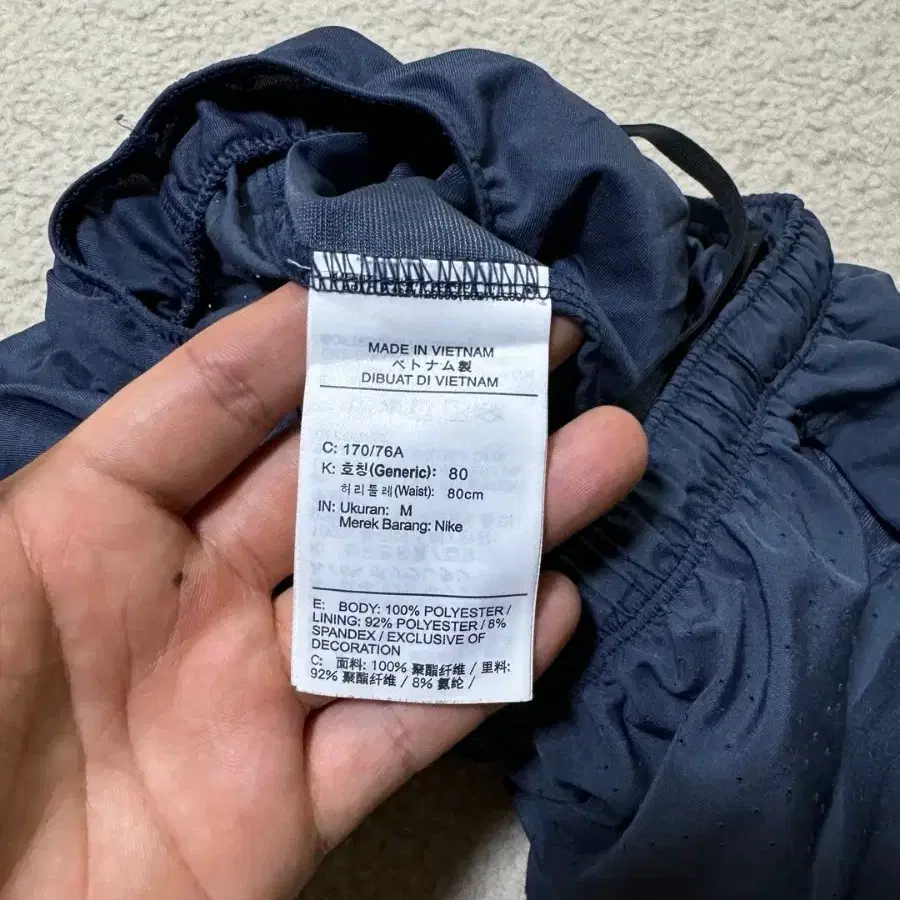 MADE IN VIETNAM
ベトナム製
DIBUAT DI VIETNAM
C: 170/76A
K: 호칭(Generic): 80
허리둘레(Waist): 80cm
IN: Ukuran: M
Merek Barang: Nike
E: BODY: 100% POLYESTER /
LINING: 92% POLYESTER / 8%
SPANDEX / EXCLUSIVE OF
DECORATION
C: 面料: 100% 聚酯纤维 / 里料:
92% 聚酯纤维 / 8% 氨纶 /